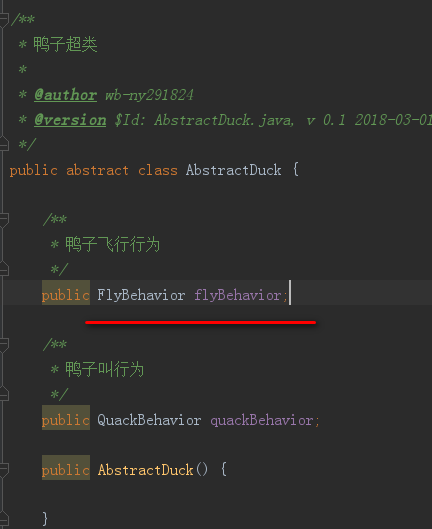 /**
* 鸭子超类
*
* @author wb-ny291824
* @version $Id: AbstractDuck.java, v 0.1 2018-03-01
*/
public abstract class AbstractDuck {
/**
* 鸭子飞行行为
*/
public FlyBehavior flyBehavior;
/**
* 鸭子叫行为
*/
public QuackBehavior quackBehavior;
public AbstractDuck() {
}